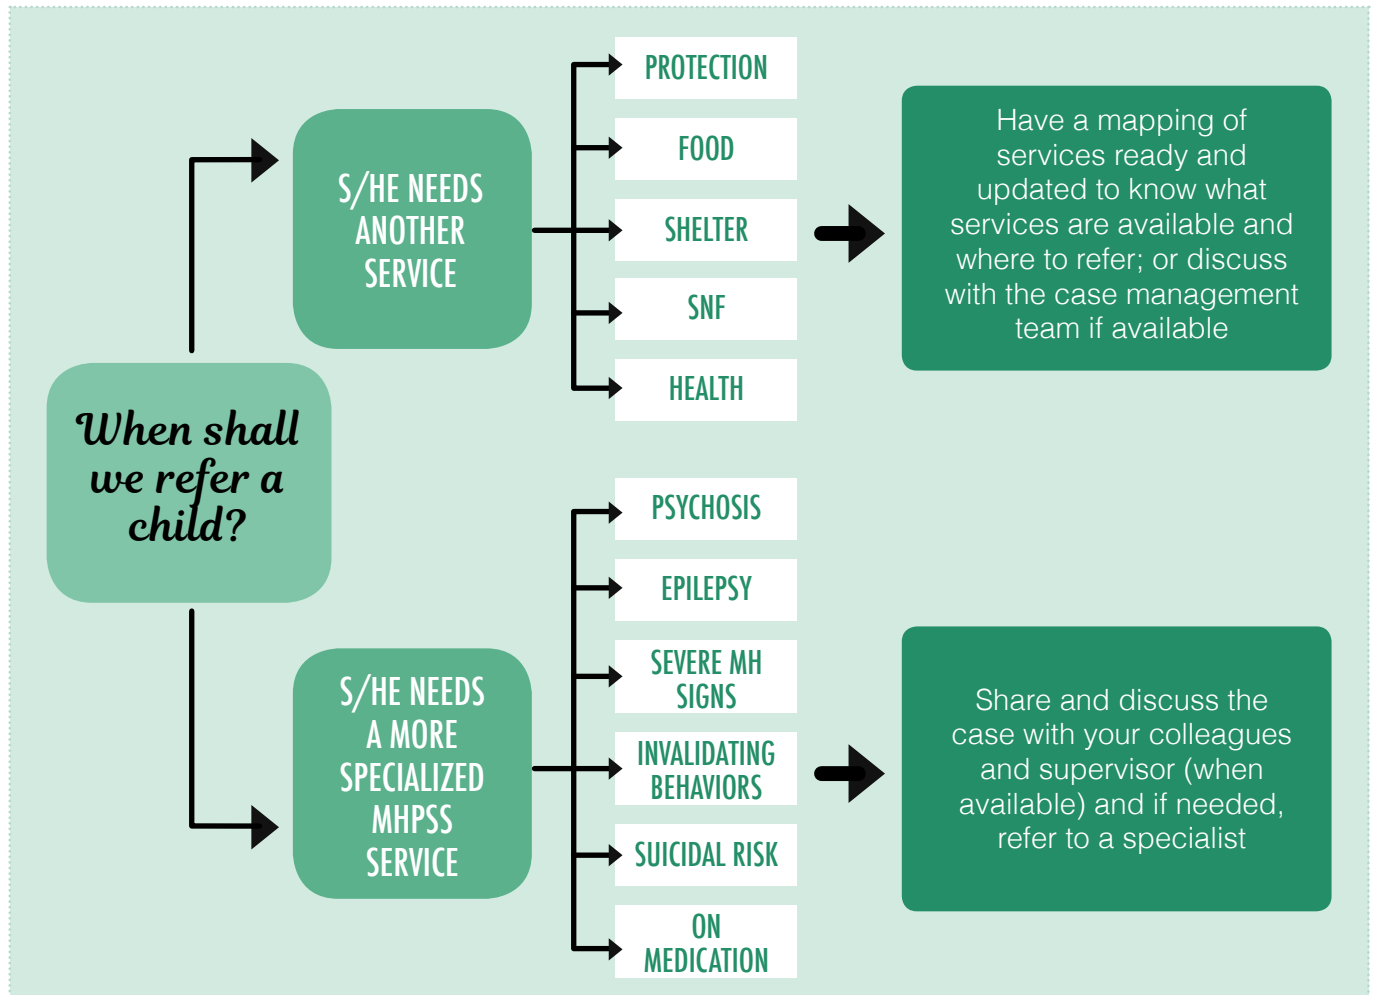 When shall
we refer a
child?
S/HE NEEDS
ANOTHER
SERVICE
PROTECTION
FOOD
SHELTER
SNF
HEALTH
Have a mapping of
services ready and
updated to know what
services are available and
where to refer; or discuss
with the case management
team if available
S/HE NEEDS
A MORE
SPECIALIZED
MHPSS
SERVICE
PSYCHOSIS
EPILEPSY
SEVERE MH
SIGNS
INVALIDATING
BEHAVIORS
SUICIDAL RISK
ON
MEDICATION
Share and discuss the
case with your colleagues
and supervisor (when
available) and if needed,
refer to a specialist